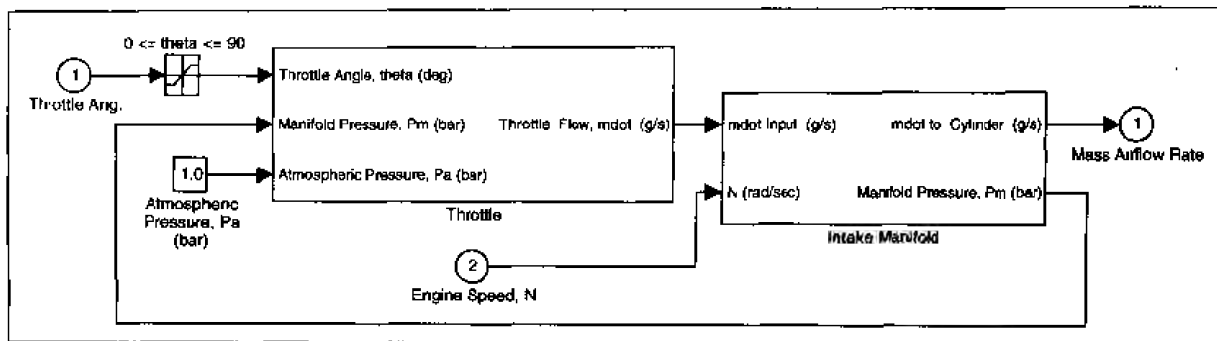 0 <= theta <= 90
1
Throttle Ang.
Throttle Angle, theta (deg)
Manifold Pressure, Pm (bar)
Throttle Flow, mdot (g/s)
1.0
Atmospheric Pressure, Pa (bar)
Atmospheric
Pressure, Pa
(bar)
Throttle
2
Engine Speed, N
mdot Input (g/s)
mdot to Cylinder (g/s)
N (rad/sec)
Manifold Pressure, Pm (bar)
Intake Manifold
1
Mass Airflow Rate